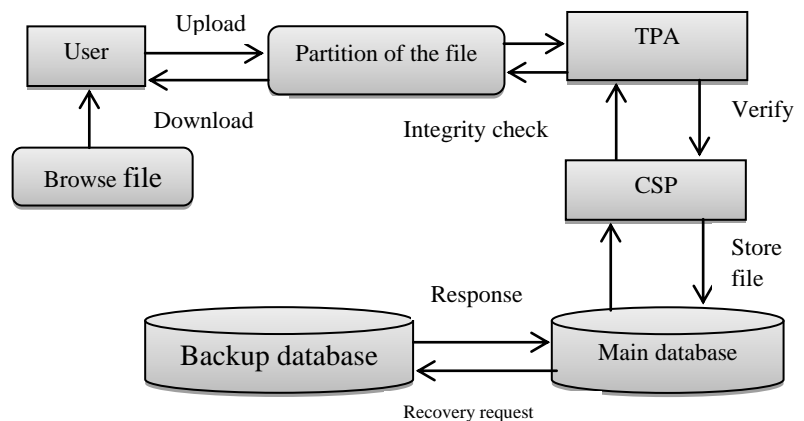 Upload
User
Partition of the file
TPA
Download
Integrity check
Verify
Browse file
CSP
Store
file
Response
Backup database
Main database
Recovery request